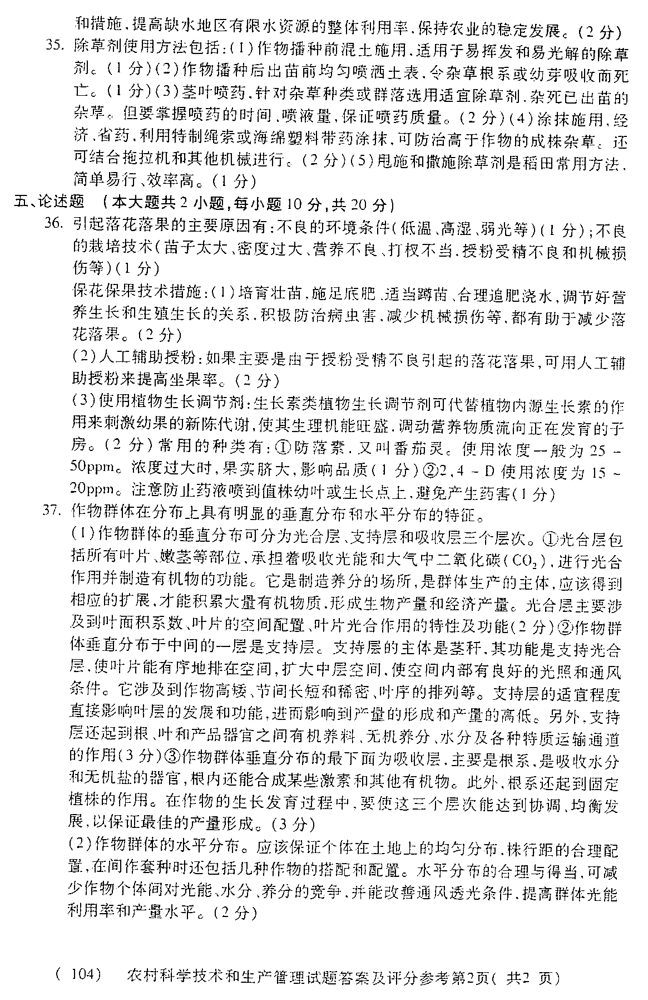 和措施,提高缺水地区有限水资源的整体利用率,保持农业的稳定发展。(2 分)
35. 除草剂使用方法包括:(1)作物播种前混土施用,适用于易挥发和易光解的除草
剂。(1 分)(2)作物播种后出苗前均匀喷洒土表,令杂草根系或幼芽吸收而死
亡。(1 分)(3)茎叶喷药,针对杂草种类或群落选用适宜除草剂,杂死已出苗的
杂草。但要掌握喷药的时间、喷液量,保证喷药质量。(2 分)(4)涂抹施用,经
济、省药,利用特制绳索或海绵塑料带药涂抹,可防治高于作物的成株杂草。还
可结合拖拉机和其他机械进行。(2 分)(5)甩施和撒施除草剂是稻田常用方法,
简单易行、效率高。(1 分)
五、论述题 (本大题共 2 小题,每小题 10 分,共 20 分)
36. 引起落花落果的主要原因有:不良的环境条件(低温、高湿、弱光等)(1 分);不良
的栽培技术(苗子太大、密度过大、营养不良、打杈不当,授粉受精不良和机械损
伤等)(1 分)
保花保果技术措施:(1)培育壮苗,施足底肥、适当蹲苗、合理追肥浇水,调节好营
养生长和生殖生长的关系,积极防治病虫害,减少机械损伤等,都有助于减少落
花落果。(2 分)
(2)人工辅助授粉:如果主要是由于授粉受精不良引起的落花落果,可用人工辅
助授粉来提高坐果率。(2 分)
(3)使用植物生长调节剂:生长素类植物生长调节剂可代替植物内源生长素的作
用来刺激幼果的新陈代谢,使其生理机能旺盛,调动营养物质流向正在发育的子
房。(2 分)常用的种类有:①防落素,又叫番茄灵。使用浓度一般为 25 ~
50ppm。浓度过大时,果实脐大,影响品质(1 分)②2,4 - D 使用浓度为 15 ~
20ppm。注意防止药液喷到值株幼叶或生长点上,避免产生药害(1 分)
37. 作物群体在分布上具有明显的垂直分布和水平分布的特征。
(1)作物群体的垂直分布可分为光合层、支持层和吸收层三个层次。①光合层包
括所有叶片、嫩茎等部位,承担着吸收光能和大气中二氧化碳(CO₂),进行光合
作用并制造有机物的功能。它是制造养分的场所,是群体生产的主体,应该得到
相应的扩展,才能积累大量有机物质,形成生物产量和经济产量。光合层主要涉
及到叶面积系数、叶片的空间配置、叶片光合作用的特性及功能(2 分)②作物群
体垂直分布于中间的一层是支持层。支持层的主体是茎秆,其功能是支持光合
层,使叶片能有序地排在空间,扩大中层空间,使空间内部有良好的光照和通风
条件。它涉及到作物高矮、节间长短和稀密、叶序的排列等。支持层的适宜程度
直接影响叶层的发展和功能,进而影响到产量的形成和产量的高低。另外,支持
层还起到根、叶和产品器官之间有机养料、无机养分、水分及各种特质运输通道
的作用(3 分)③作物群体垂直分布的最下面为吸收层,主要是根系,是吸收水分
和无机盐的器官,根内还能合成某些激素和其他有机物。此外,根系还起到固定
植株的作用。在作物的生长发育过程中,要使这三个层次能达到协调、均衡发
展,以保证最佳的产量形成。(3 分)
(2)作物群体的水平分布。应该保证个体在土地上的均匀分布,株行距的合理配
置,在间作套种时还包括几种作物的搭配和配置。水平分布的合理与得当,可减
少作物个体间对光能、水分、养分的竞争,并能改善通风透光条件,提高群体光能
利用率和产量水平。(2 分)
( 104) 农村科学技术和生产管理试题答案及评分参考第2页( 共2 页)